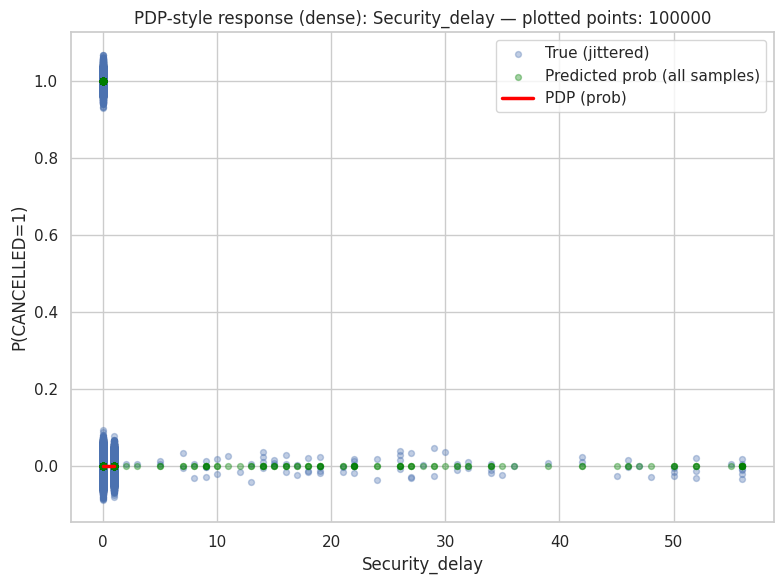 PDP-style response (dense): Security_delay — plotted points: 100000
True (jittered)
Predicted prob (all samples)
PDP (prob)
P(CANCELLED=1)
1.0
0.8
0.6
0.4
0.2
0.0
0 10 20 30 40 50
Security_delay